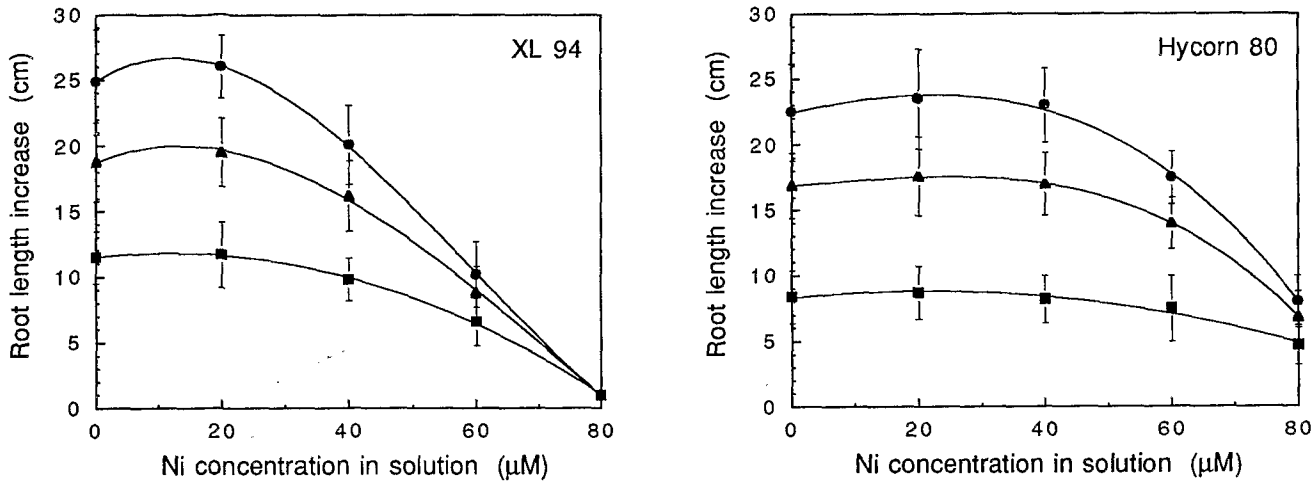 30
25
20
15
10
5
0
Root length increase (cm)
XL 94
0 20 40 60 80
Ni concentration in solution (μM)
30
25
20
15
10
5
0
Root length increase (cm)
Hycorn 80
0 20 40 60 80
Ni concentration in solution (μM)